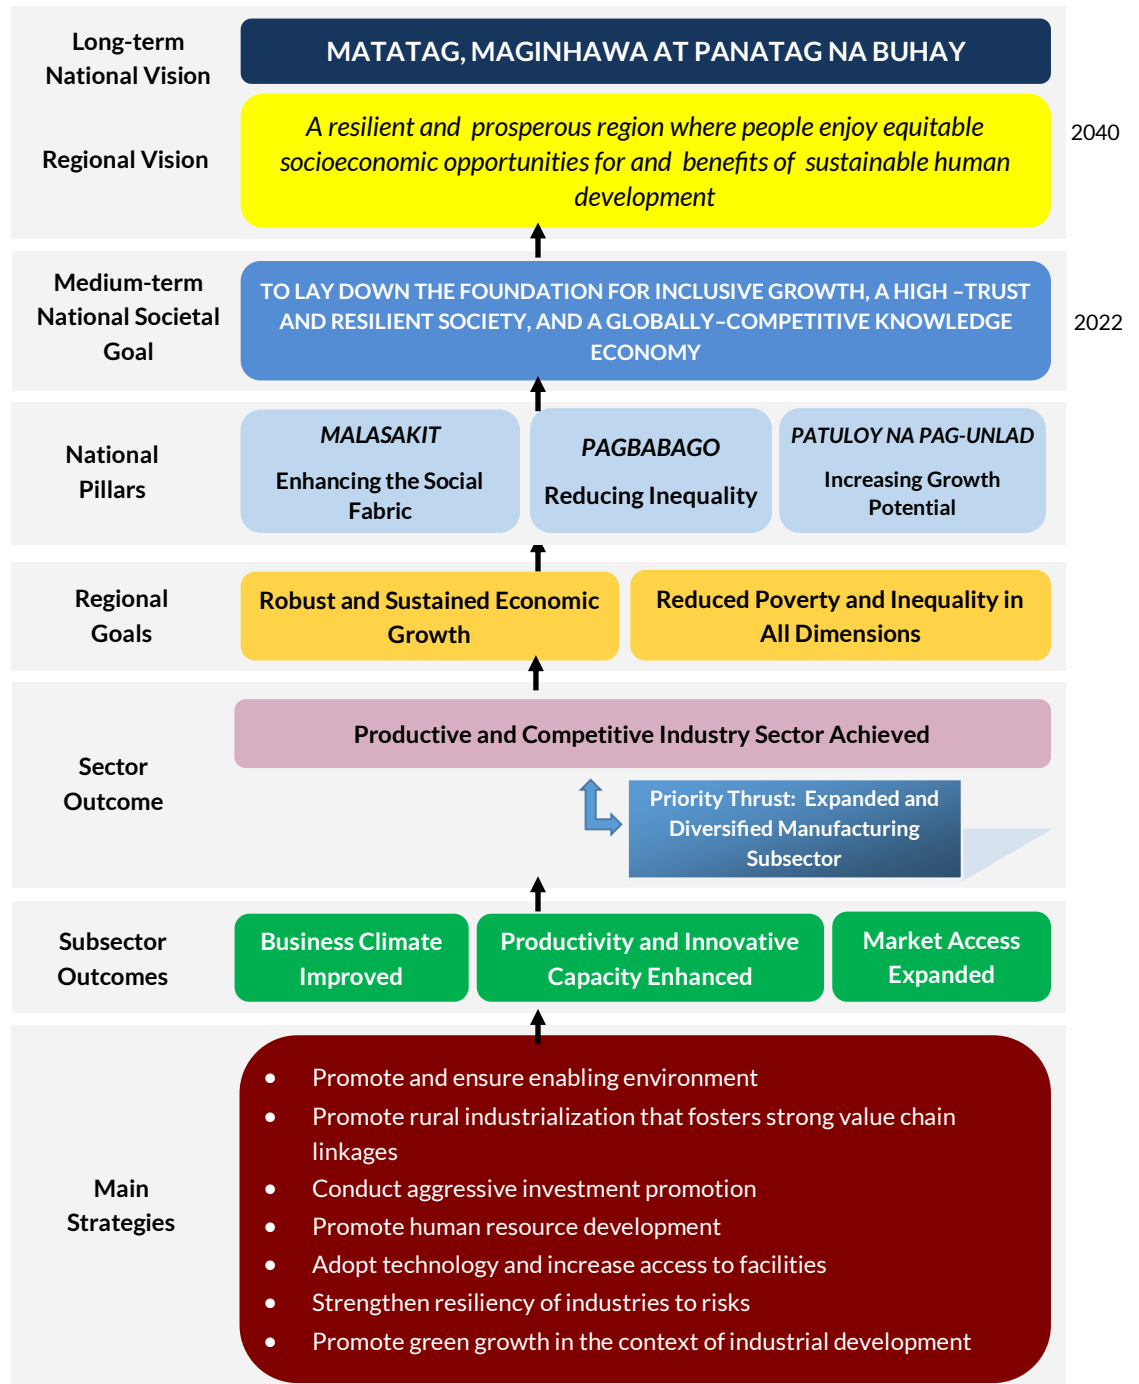 Long-term
National Vision
MATATAG, MAGINHAWA AT PANATAG NA BUHAY
Regional Vision
A resilient and prosperous region where people enjoy equitable
socioeconomic opportunities for and benefits of sustainable human
development
2040
Medium-term
National Societal
Goal
TO LAY DOWN THE FOUNDATION FOR INCLUSIVE GROWTH, A HIGH –TRUST
AND RESILIENT SOCIETY, AND A GLOBALLY–COMPETITIVE KNOWLEDGE
ECONOMY
2022
National
Pillars
MALASAKIT
Enhancing the Social
Fabric
PAGBABAGO
Reducing Inequality
PATULOY NA PAG-UNLAD
Increasing Growth
Potential
Regional
Goals
Robust and Sustained Economic
Growth
Reduced Poverty and Inequality in
All Dimensions
Sector
Outcome
Productive and Competitive Industry Sector Achieved
Priority Thrust: Expanded and
Diversified Manufacturing
Subsector
Subsector
Outcomes
Business Climate
Improved
Productivity and Innovative
Capacity Enhanced
Market Access
Expanded
Main
Strategies
• Promote and ensure enabling environment
• Promote rural industrialization that fosters strong value chain
linkages
• Conduct aggressive investment promotion
• Promote human resource development
• Adopt technology and increase access to facilities
• Strengthen resiliency of industries to risks
• Promote green growth in the context of industrial development